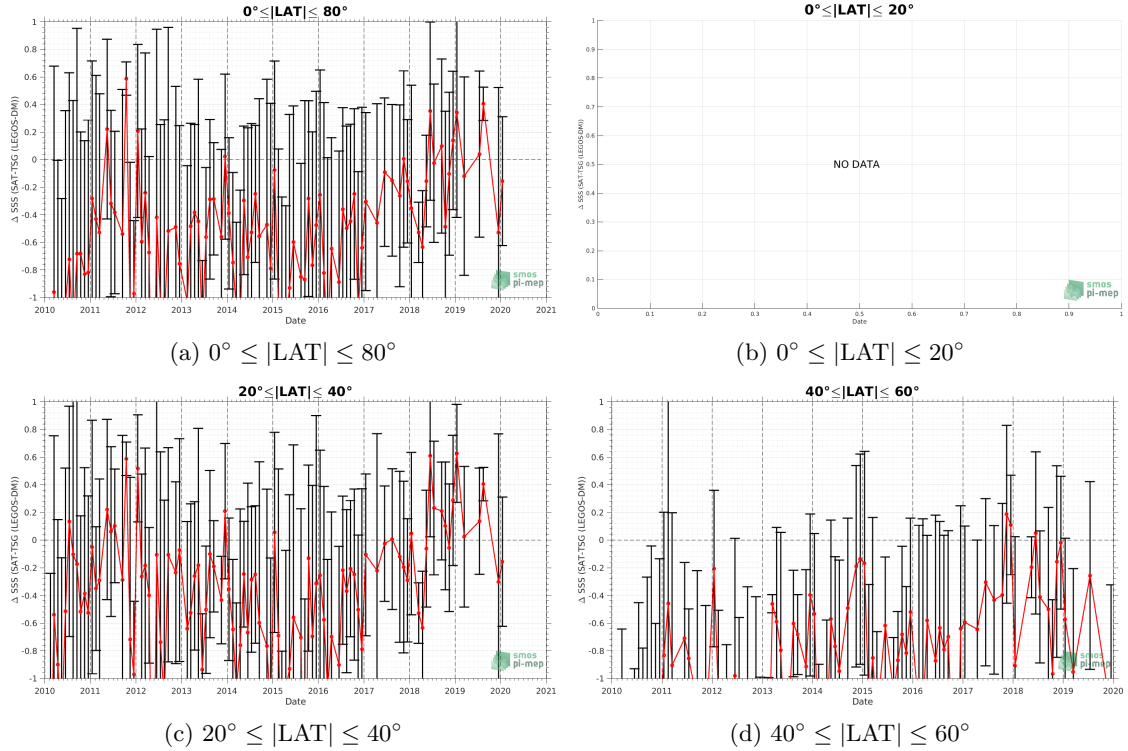 0°≤|LAT|≤ 80°
1
0.8
0.6
0.4
0.2
0
-0.2
-0.4
-0.6
-0.8
-1
Δ SSS (SAT-TSG (LEGOS-DM))
2010 2011 2012 2013 2014 2015 2016 2017 2018 2019 2020 2021
Date
smos
pi-mep
(a) 0° ≤ |LAT| ≤ 80°
0°≤|LAT|≤ 20°
1
0.9
0.8
0.7
0.6
0.5
0.4
0.3
0.2
0.1
0
Δ SSS (SAT-TSG (LEGOS-DM))
NO DATA
0 0.1 0.2 0.3 0.4 0.5 0.6 0.7 0.8 0.9 1
Date
smos
pi-mep
(b) 0° ≤ |LAT| ≤ 20°
20°≤|LAT|≤ 40°
1
0.8
0.6
0.4
0.2
0
-0.2
-0.4
-0.6
-0.8
-1
Δ SSS (SAT-TSG (LEGOS-DM))
2010 2011 2012 2013 2014 2015 2016 2017 2018 2019 2020 2021
Date
smos
pi-mep
(c) 20° ≤ |LAT| ≤ 40°
40°≤|LAT|≤ 60°
1
0.8
0.6
0.4
0.2
0
-0.2
-0.4
-0.6
-0.8
-1
Δ SSS (SAT-TSG (LEGOS-DM))
2010 2011 2012 2013 2014 2015 2016 2017 2018 2019 2020
Date
smos
pi-mep
(d) 40° ≤ |LAT| ≤ 60°